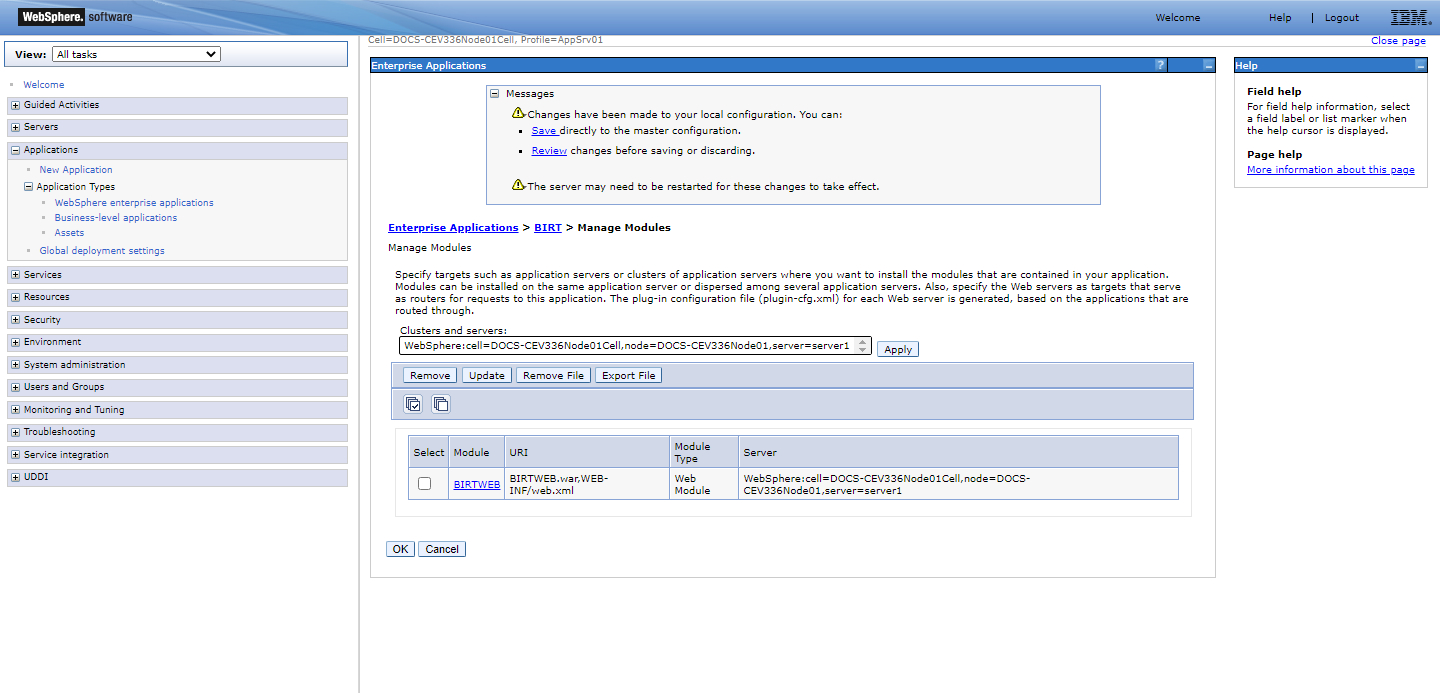 WebSphere. software
Welcome Help | Logout IBM.
View: All tasks
Welcome
Guided Activities
Servers
Applications
New Application
Application Types
WebSphere enterprise applications
Business-level applications
Assets
Global deployment settings
Services
Resources
Security
Environment
System administration
Users and Groups
Monitoring and Tuning
Troubleshooting
Service integration
UDDI
Cell=DOCS-CEV336Node01Cell, Profile=AppSrv01
Close page
Enterprise Applications ?
Messages
Changes have been made to your local configuration. You can:
Save directly to the master configuration.
Review changes before saving or discarding.
The server may need to be restarted for these changes to take effect.
Enterprise Applications > BIRT > Manage Modules
Manage Modules
Specify targets such as application servers or clusters of application servers where you want to install the modules that are contained in your application.
Modules can be installed on the same application server or dispersed among several application servers. Also, specify the Web servers as targets that serve
as routers for requests to this application. The plug-in configuration file (plugin-cfg.xml) for each Web server is generated, based on the applications that are
routed through.
Clusters and servers:
WebSphere:cell=DOCS-CEV336Node01Cell,node=DOCS-CEV336Node01,server=server1
Apply
Remove Update Remove File Export File
Select Module URI Module Type Server
BIRTWEB
BIRTWEB.war,WEB-
INF/web.xml
Web
Module
WebSphere:cell=DOCS-CEV336Node01Cell,node=DOCS-
CEV336Node01,server=server1
OK Cancel
Help
Field help
For field help information, select
a field label or list marker when
the help cursor is displayed.
Page help
More information about this page